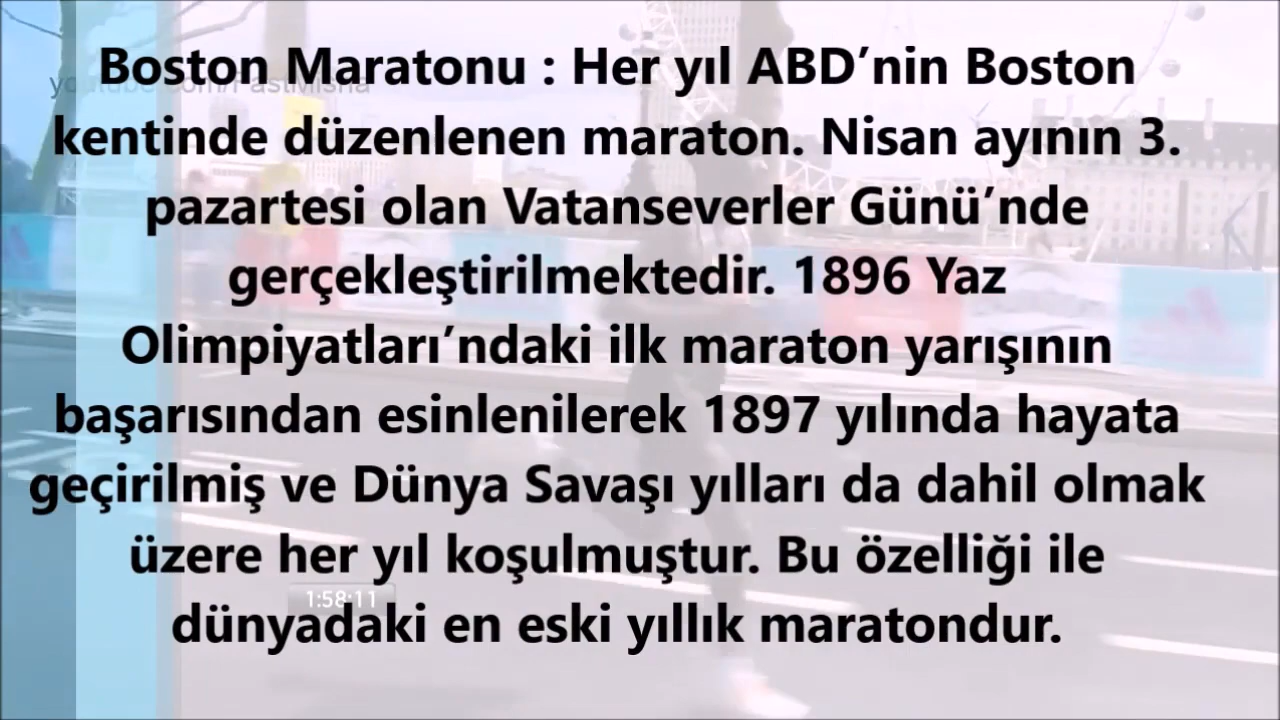 Boston Maratonu : Her yıl ABD’nin Boston
kentinde düzenlenen maraton. Nisan ayının 3.
pazartesi olan Vatanseverler Günü’nde
gerçekleştirilmektedir. 1896 Yaz
Olimpiyatları’ndaki ilk maraton yarışının
başarısından esinlenilerek 1897 yılında hayata
geçirilmiş ve Dünya Savaşı yılları da dahil olmak
üzere her yıl koşulmuştur. Bu özelliği ile
1:58:11
dünyadaki en eski yıllık maratondur.